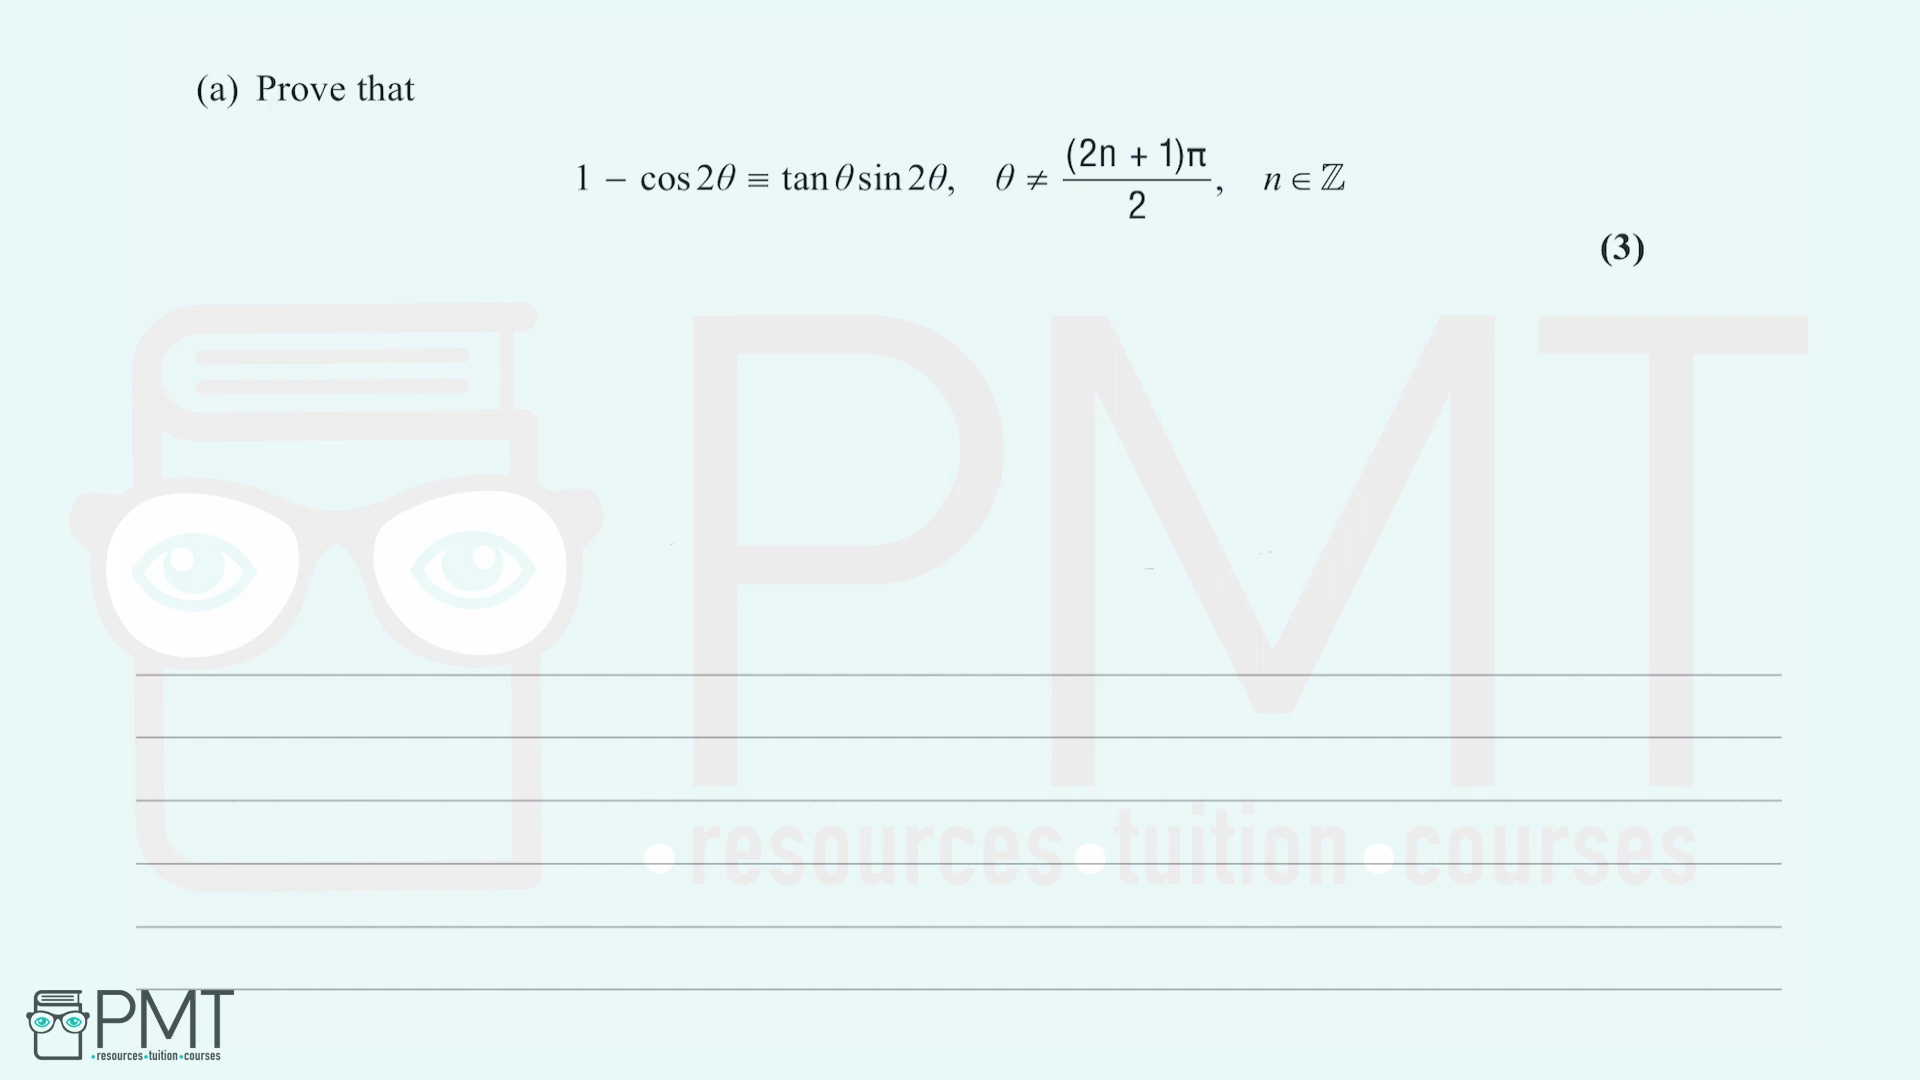 (a) Prove that
1 − cos 2θ ≡ tan θ sin 2θ, θ ≠ (2n + 1)π / 2, n ∈ ℤ
(3)
PMT
•resources•tuition•courses
PMT
•resources•tuition•courses